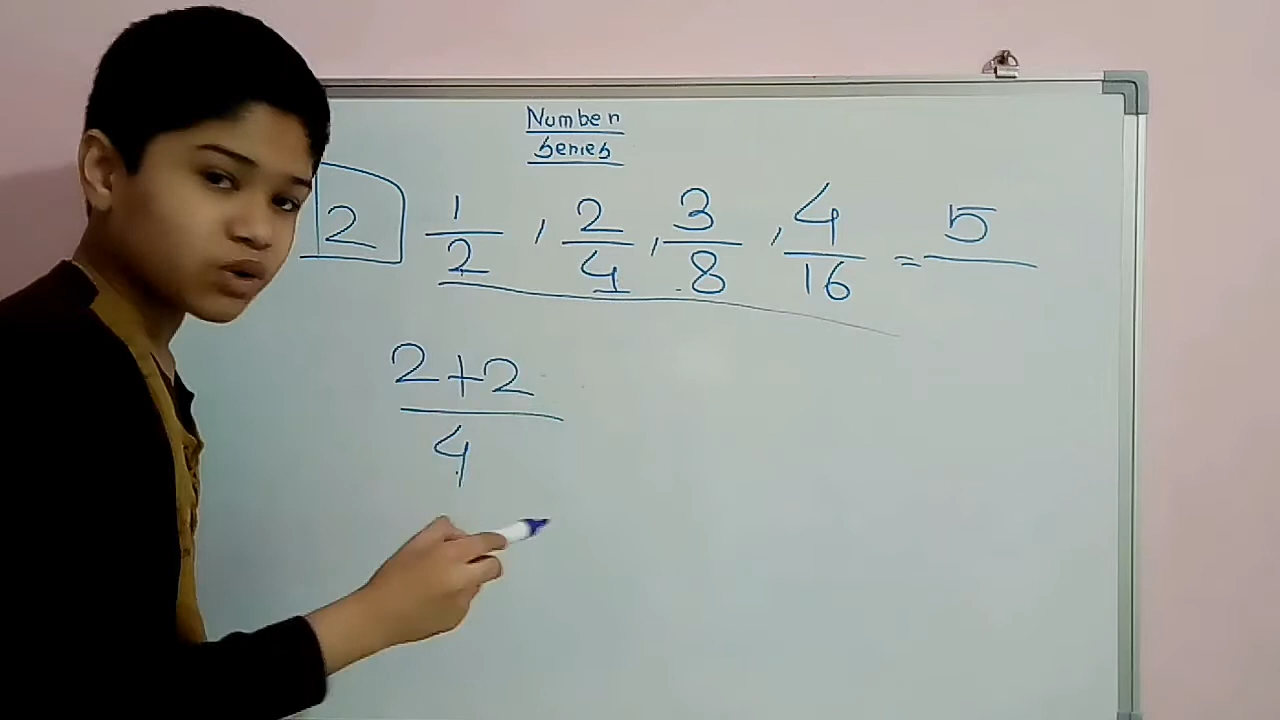 Number
Series
2 1/2 , 2/4 , 3/8 , 4/16 = 5/
2+2
4